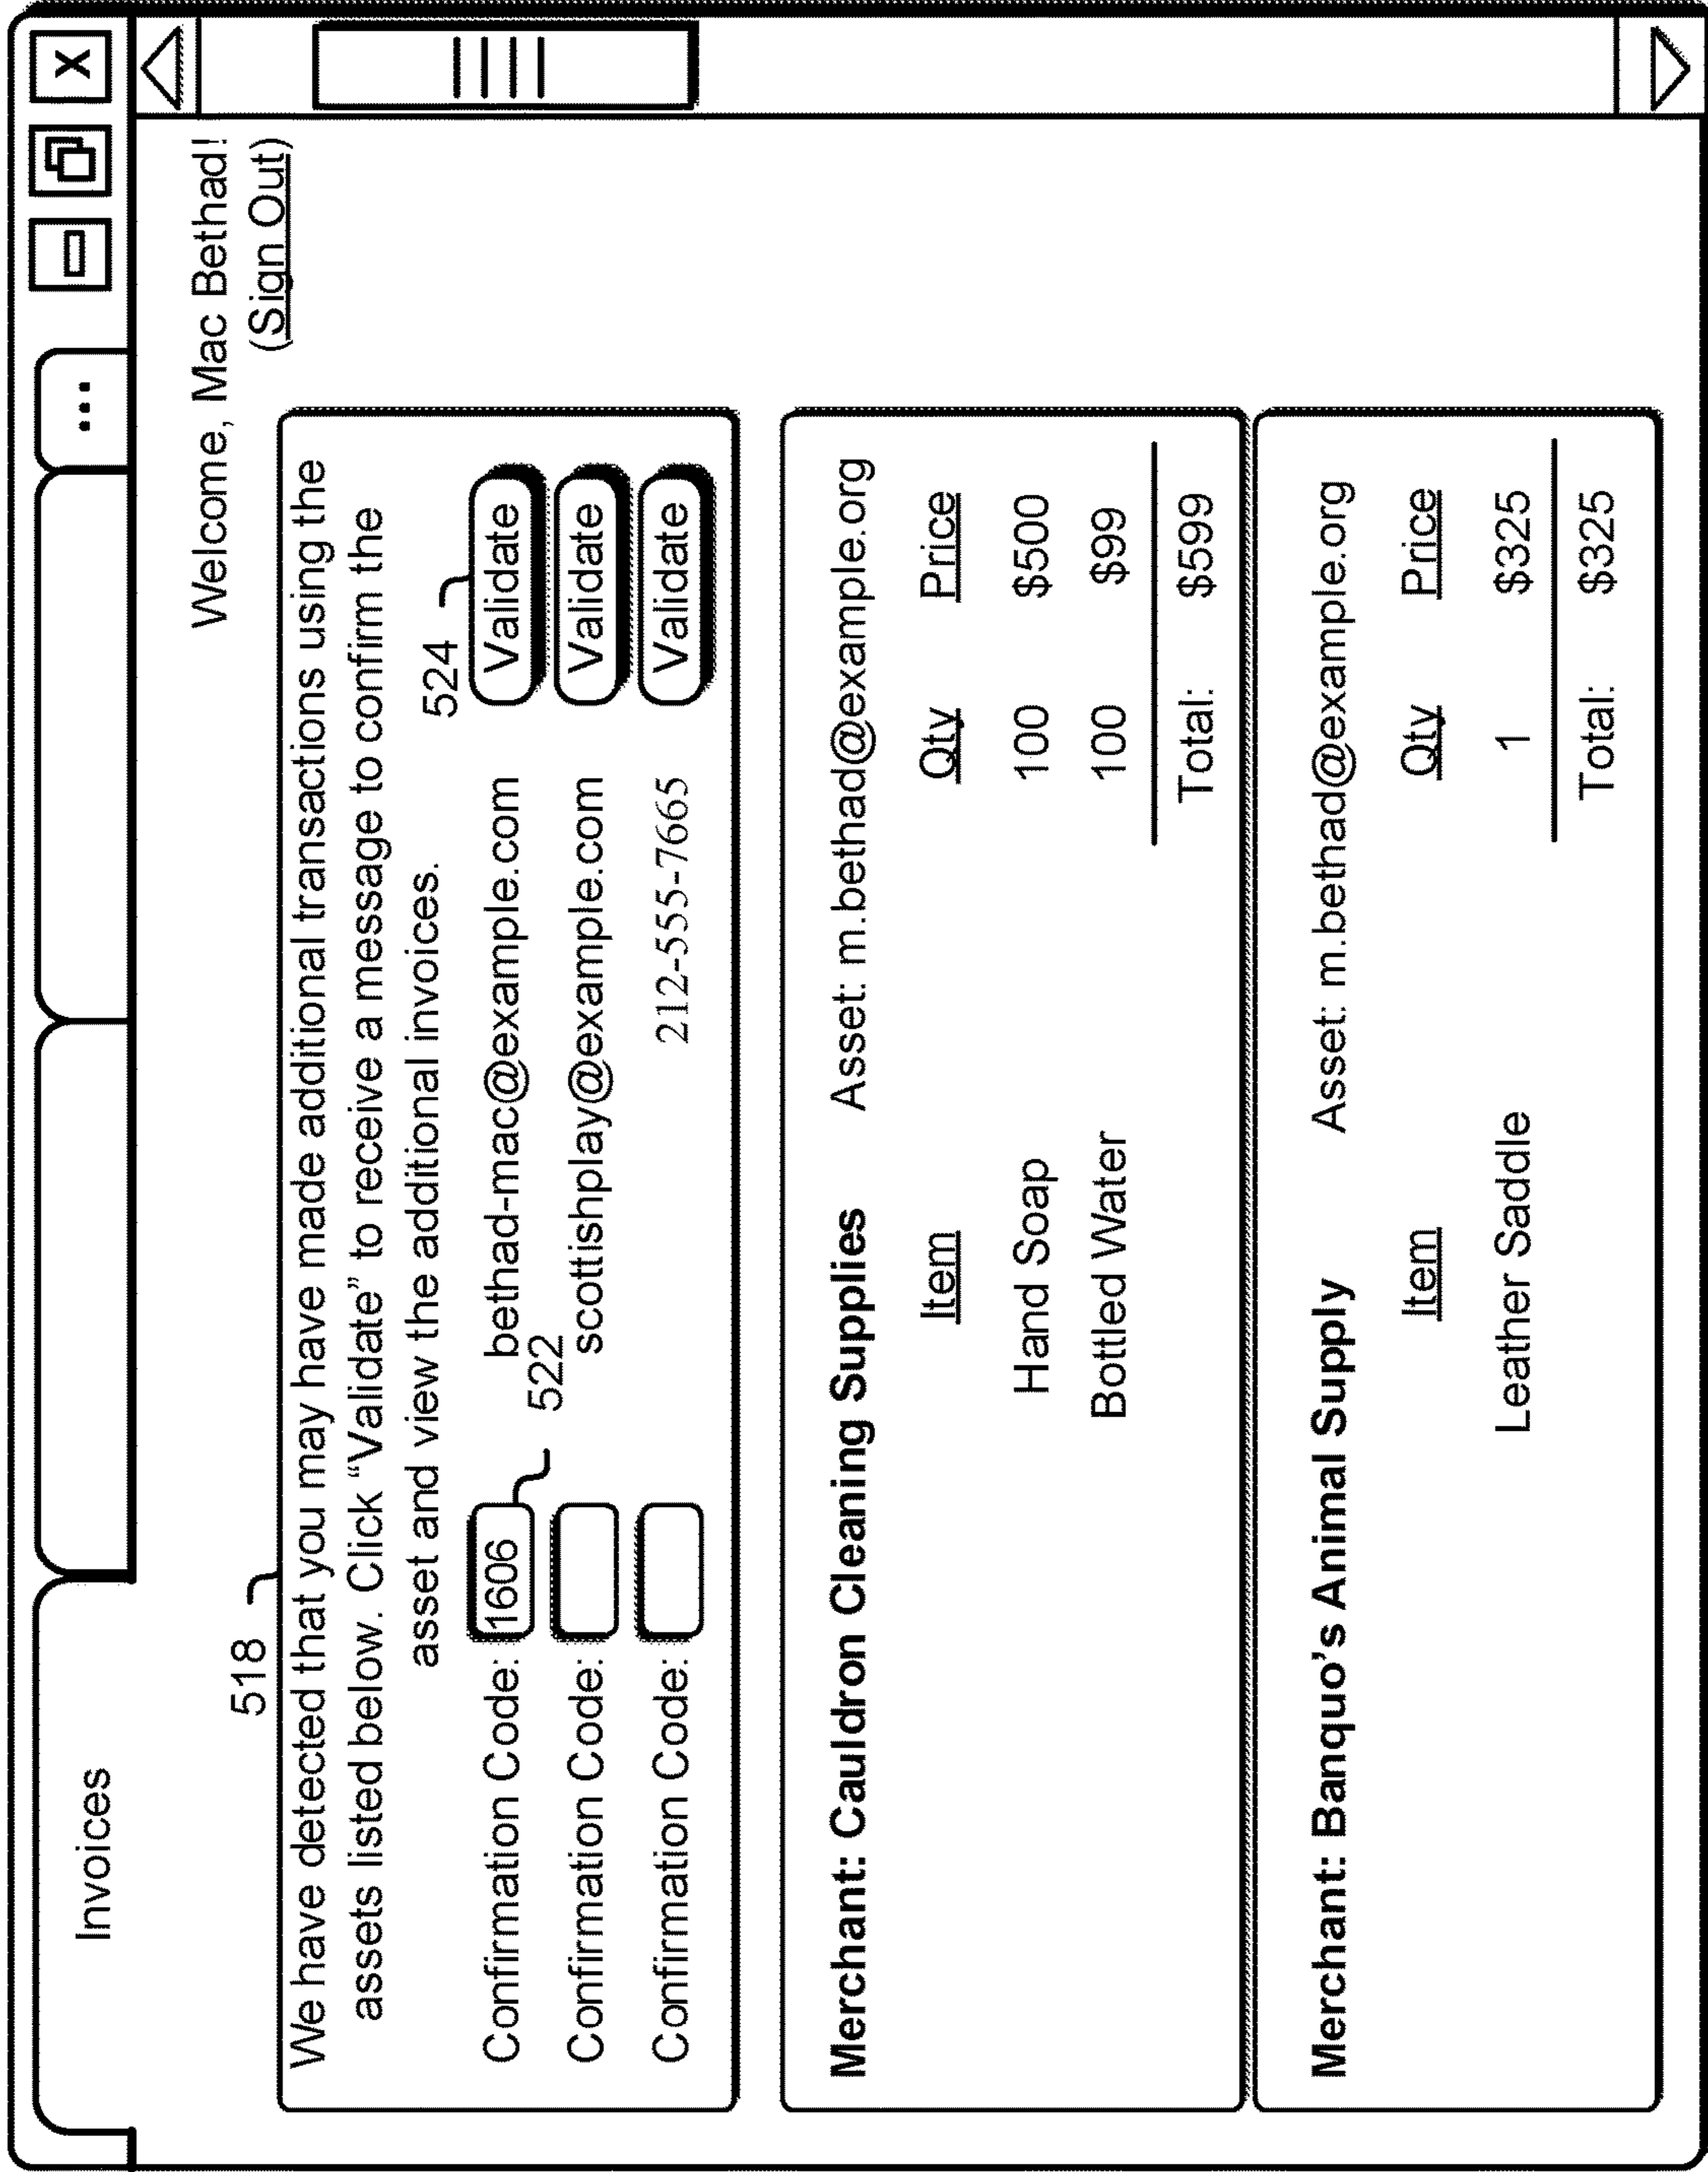 Invoices
...
X
Welcome, Mac Bethad!
(Sign Out)
518
We have detected that you may have made additional transactions using the
assets listed below. Click “Validate” to receive a message to confirm the
asset and view the additional invoices.
524
Confirmation Code: 1606 bethad-mac@example.com Validate
522
Confirmation Code: scottishplay@example.com Validate
Confirmation Code: 212-555-7665 Validate
Merchant: Cauldron Cleaning Supplies Asset: m.bethad@example.org
Item Qty Price
Hand Soap 100 $500
Bottled Water 100 $99
Total: $599
Merchant: Banquo’s Animal Supply Asset: m.bethad@example.org
Item Qty Price
Leather Saddle 1 $325
Total: $325